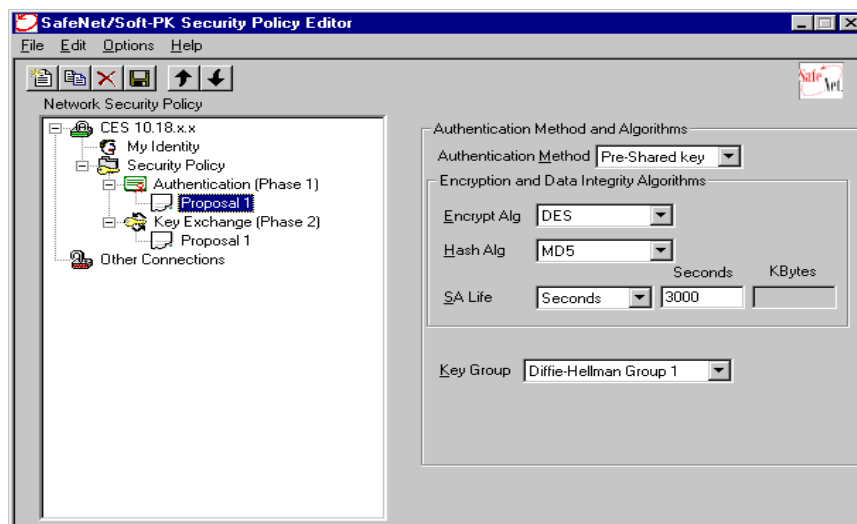 SafeNet/Soft-PK Security Policy Editor
File Edit Options Help
Safe Net.
Network Security Policy
CES 10.18.x.x
My Identity
Security Policy
Authentication (Phase 1)
Proposal 1
Key Exchange (Phase 2)
Proposal 1
Other Connections
Authentication Method and Algorithms
Authentication Method Pre-Shared key
Encryption and Data Integrity Algorithms
Encrypt Alg DES
Hash Alg MD5
Seconds KBytes
SA Life Seconds 3000
Key Group Diffie-Hellman Group 1